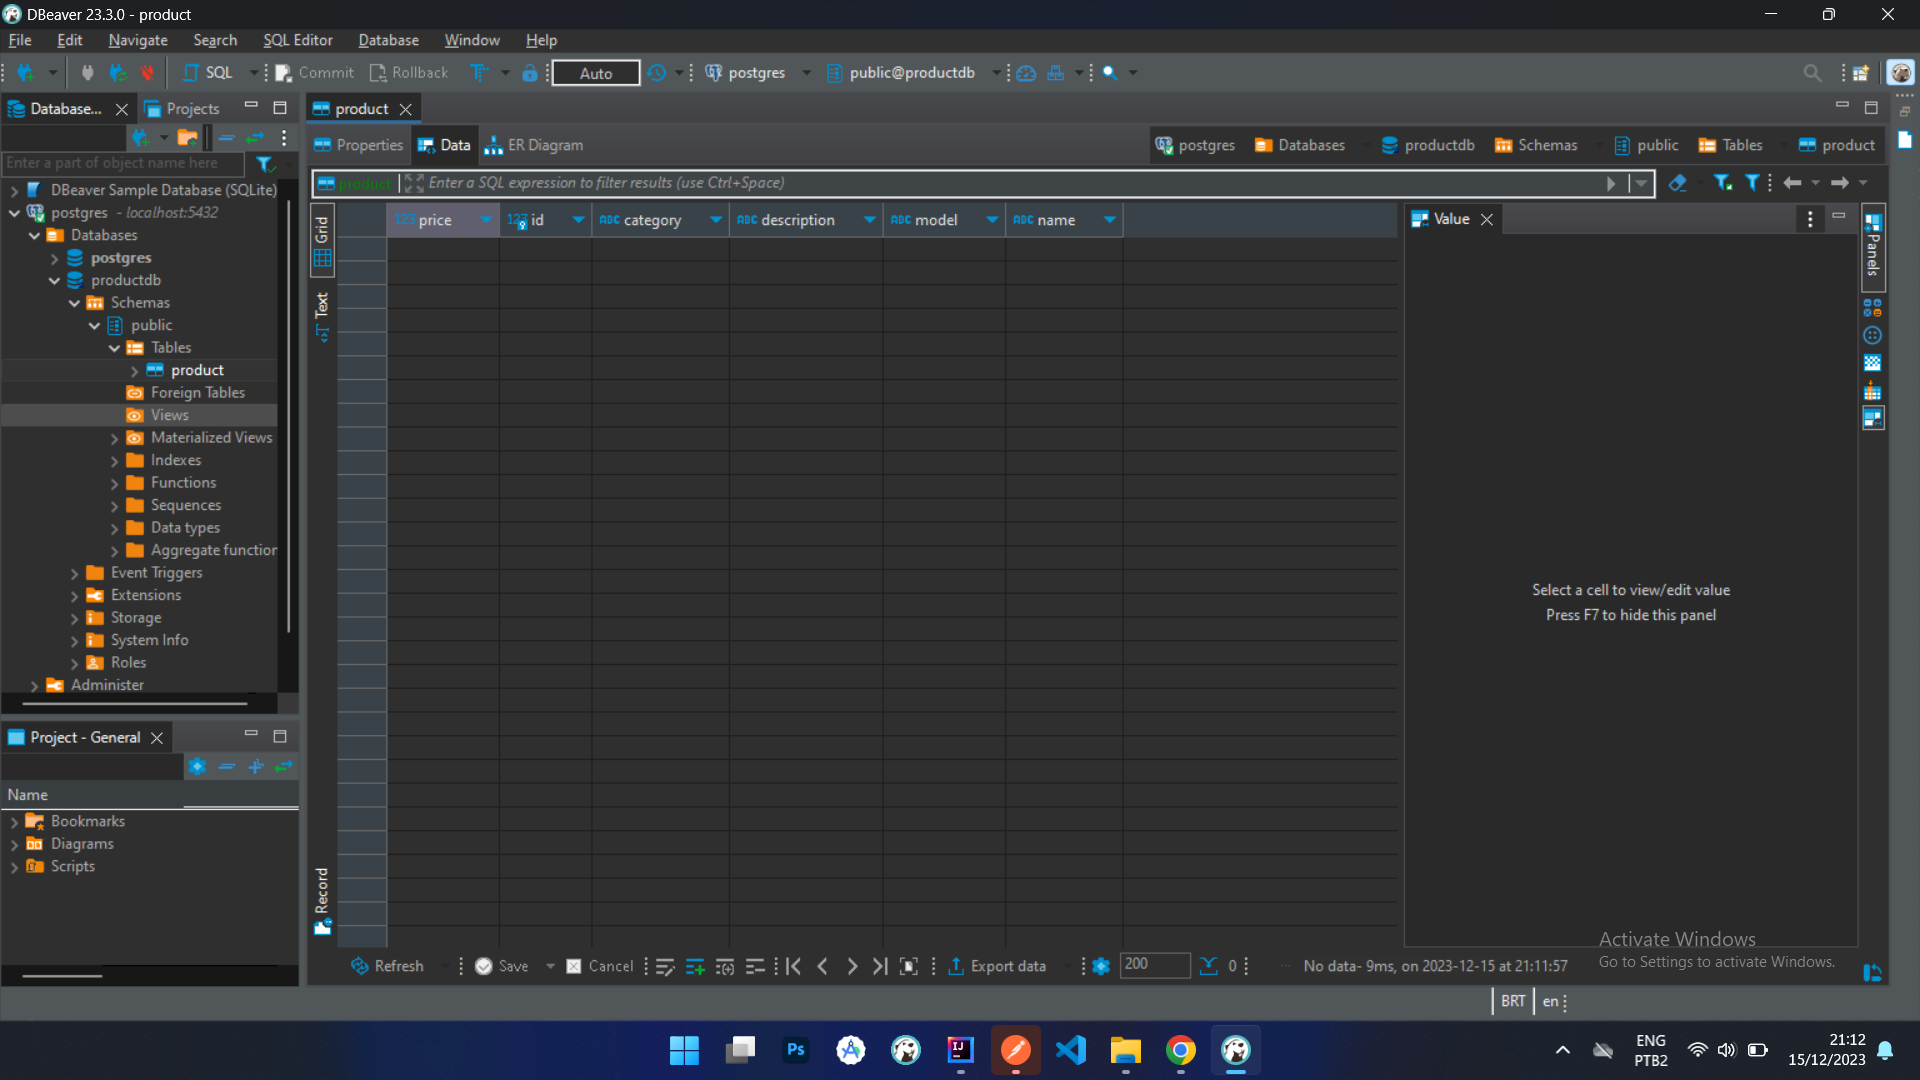 DBeaver 23.3.0 - product
File Edit Navigate Search SQL Editor Database Window Help
SQL Commit Rollback Auto postgres public@productdb
Database... Projects product
Properties Data ER Diagram postgres Databases productdb Schemas public Tables product
Enter a part of object name here
product Enter a SQL expression to filter results (use Ctrl+Space)
DBeaver Sample Database (SQLite)
postgres - localhost:5432
Databases
postgres
productdb
Schemas
public
Tables
product
Foreign Tables
Views
Materialized Views
Indexes
Functions
Sequences
Data types
Aggregate function
Event Triggers
Extensions
Storage
System Info
Roles
Administer
Project - General
Name
Bookmarks
Diagrams
Scripts
Grid
Text
Record
123 price 123 id ABC category ABC description ABC model ABC name
Value
Panels
Select a cell to view/edit value
Press F7 to hide this panel
Activate Windows
Go to Settings to activate Windows.
Refresh Save Cancel Export data 200 0 No data - 9ms, on 2023-12-15 at 21:11:57
BRT en
Ps IJ
ENG
PTB2
21:12
15/12/2023